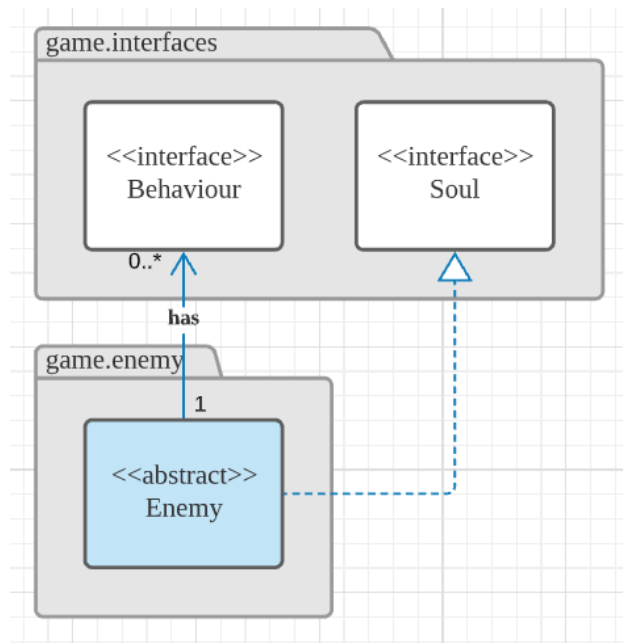 game.interfaces
<<interface>>
Behaviour
<<interface>>
Soul
0..*
has
game.enemy
1
<<abstract>>
Enemy